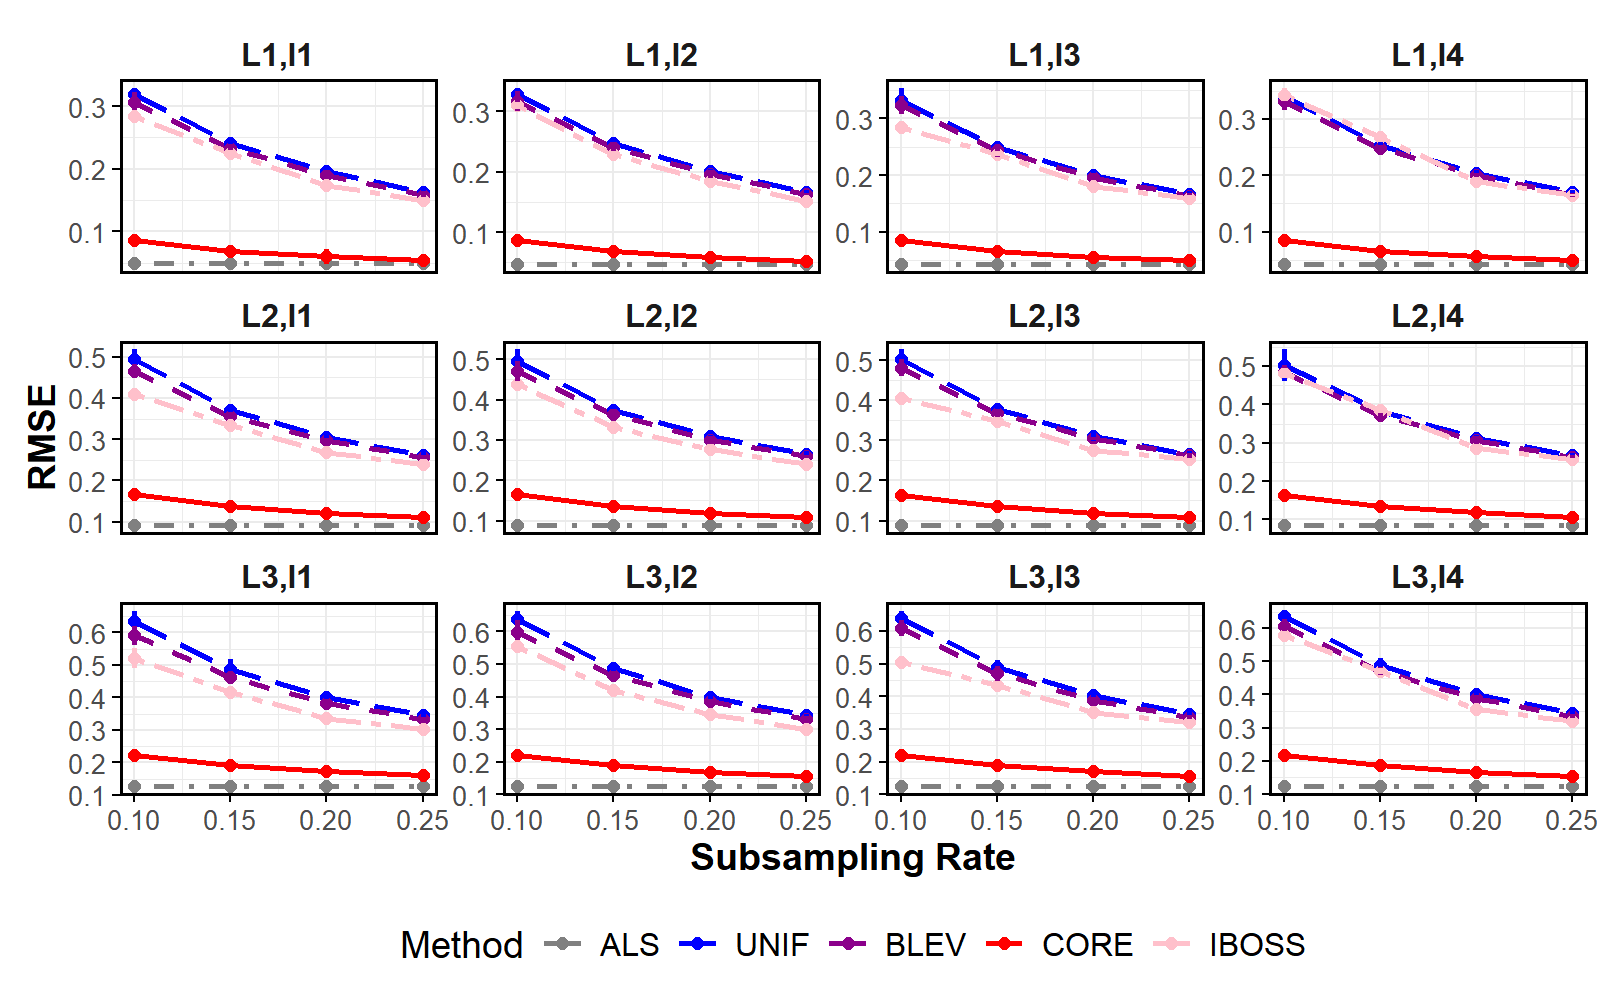 L1,I1 L1,I2 L1,I3 L1,I4
0.3 0.3 0.3 0.3
0.2 0.2 0.2 0.2
0.1 0.1 0.1 0.1
L2,I1 L2,I2 L2,I3 L2,I4
0.5 0.5 0.5 0.5
0.4 0.4 0.4 0.4
0.3 0.3 0.3 0.3
0.2 0.2 0.2 0.2
0.1 0.1 0.1 0.1
RMSE
L3,I1 L3,I2 L3,I3 L3,I4
0.6 0.6 0.6 0.6
0.5 0.5 0.5 0.5
0.4 0.4 0.4 0.4
0.3 0.3 0.3 0.3
0.2 0.2 0.2 0.2
0.1 0.1 0.1 0.1
0.10 0.15 0.20 0.25 0.10 0.15 0.20 0.25 0.10 0.15 0.20 0.25 0.10 0.15 0.20 0.25
Subsampling Rate
Method ALS UNIF BLEV CORE IBOSS